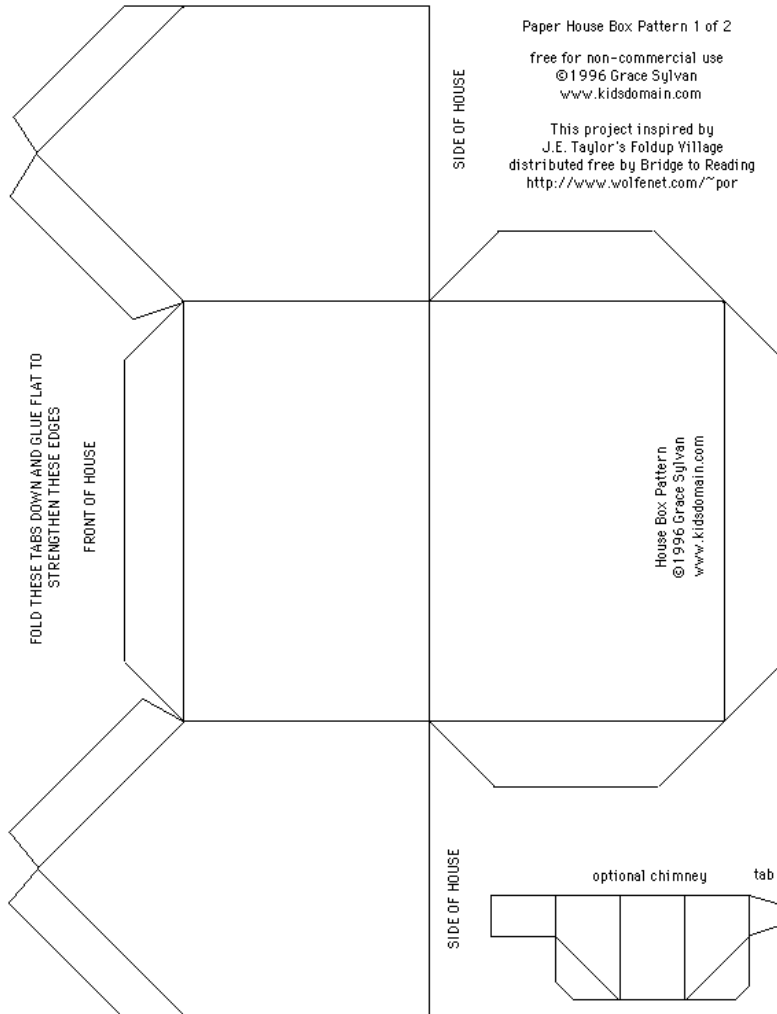 Paper House Box Pattern 1 of 2
free for non-commercial use
©1996 Grace Sylvan
www.kidsdomain.com
This project inspired by
J.E. Taylor's Foldup Village
distributed free by Bridge to Reading
http://www.wolfenet.com/~por
SIDE OF HOUSE
FOLD THESE TABS DOWN AND GLUE FLAT TO
STRENGTHEN THESE EDGES
FRONT OF HOUSE
House Box Pattern
©1996 Grace Sylvan
www.kidsdomain.com
SIDE OF HOUSE
optional chimney
tab